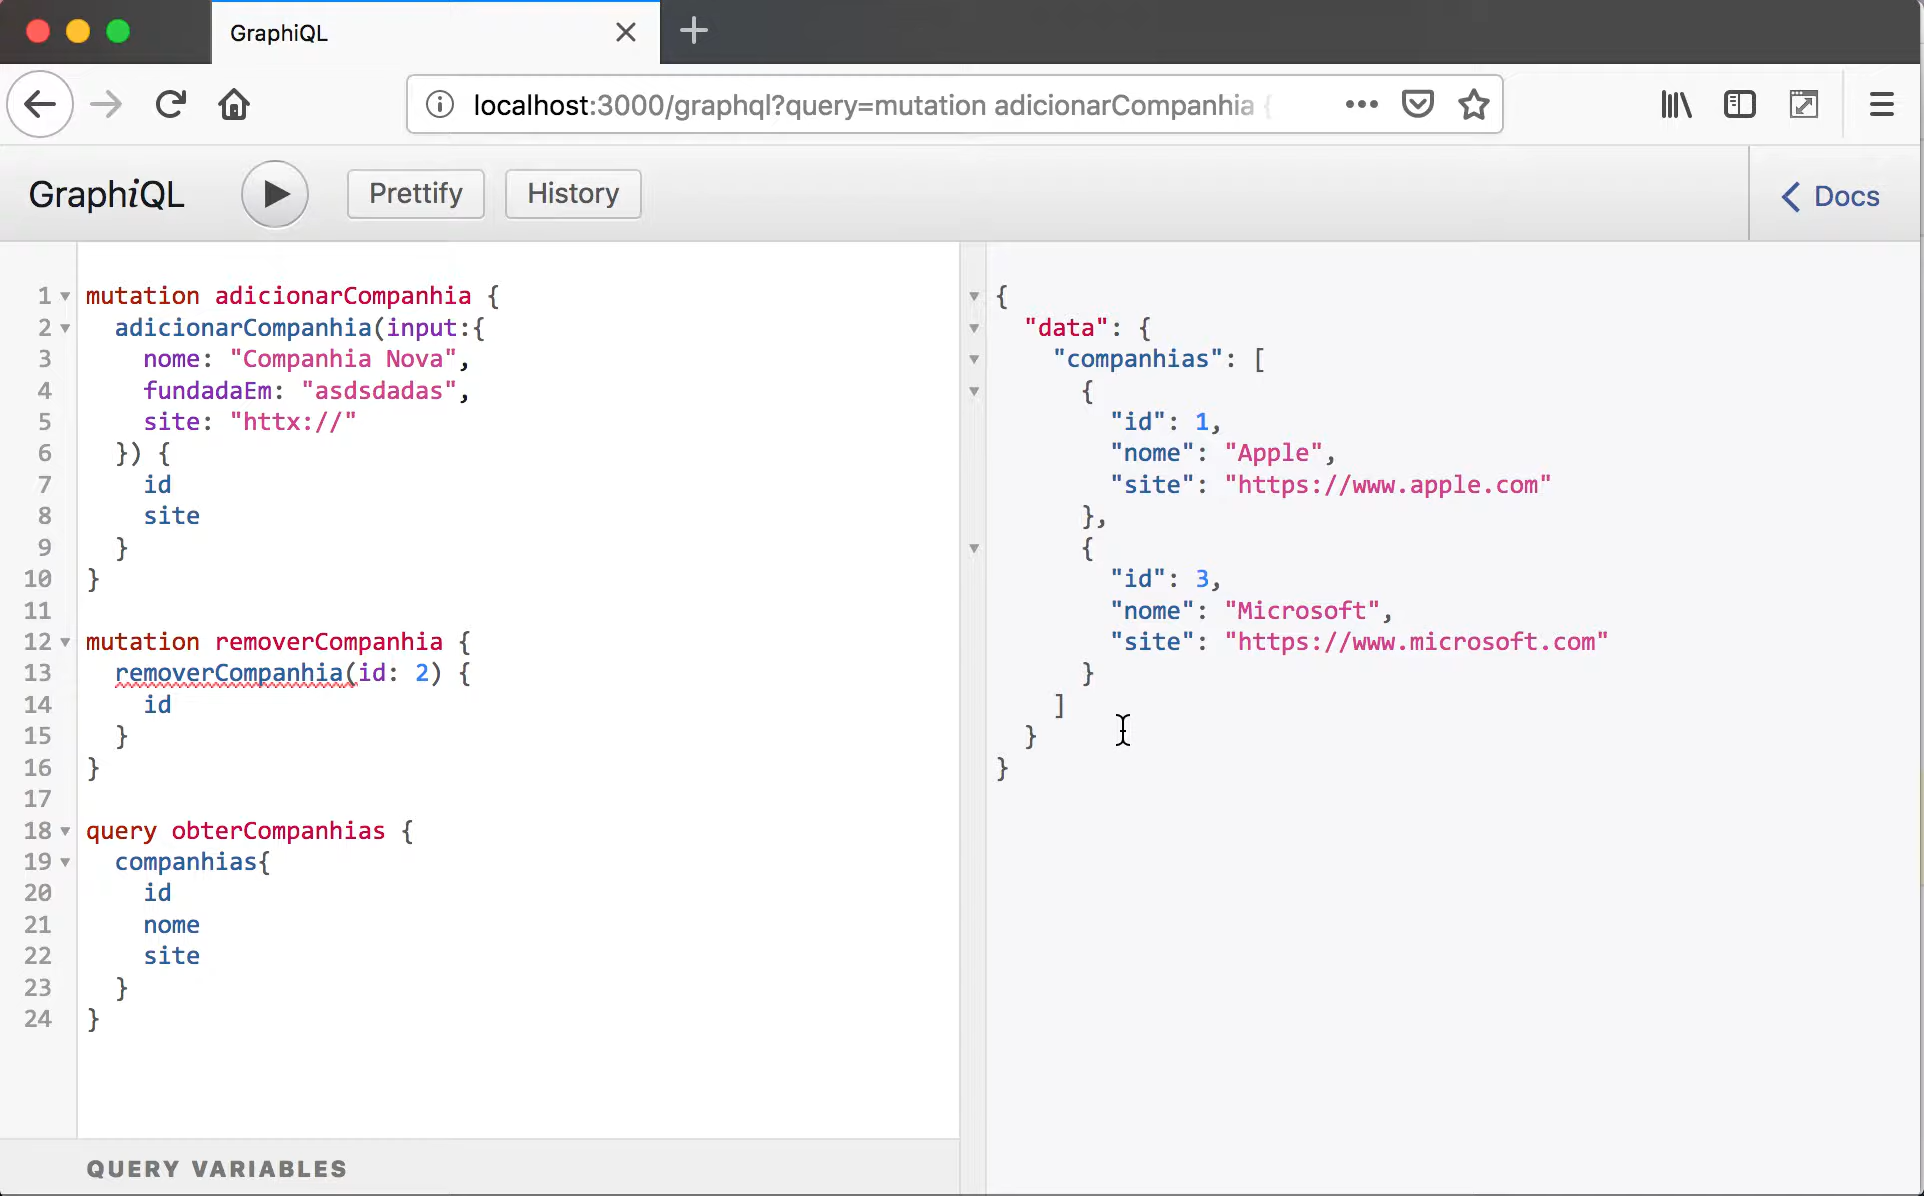 GraphiQL
localhost:3000/graphql?query=mutation adicionarCompanhia {
GraphiQL
Prettify
History
Docs
1 mutation adicionarCompanhia {
2 adicionarCompanhia(input:{
3 nome: "Companhia Nova",
4 fundadaEm: "asdsdadas",
5 site: "httx://"
6 }) {
7 id
8 site
9 }
10 }
11
12 mutation removerCompanhia {
13 removerCompanhia(id: 2) {
14 id
15 }
16 }
17
18 query obterCompanhias {
19 companhias{
20 id
21 nome
22 site
23 }
24 }
QUERY VARIABLES
{
"data": {
"companhias": [
{
"id": 1,
"nome": "Apple",
"site": "https://www.apple.com"
},
{
"id": 3,
"nome": "Microsoft",
"site": "https://www.microsoft.com"
}
]
}
}